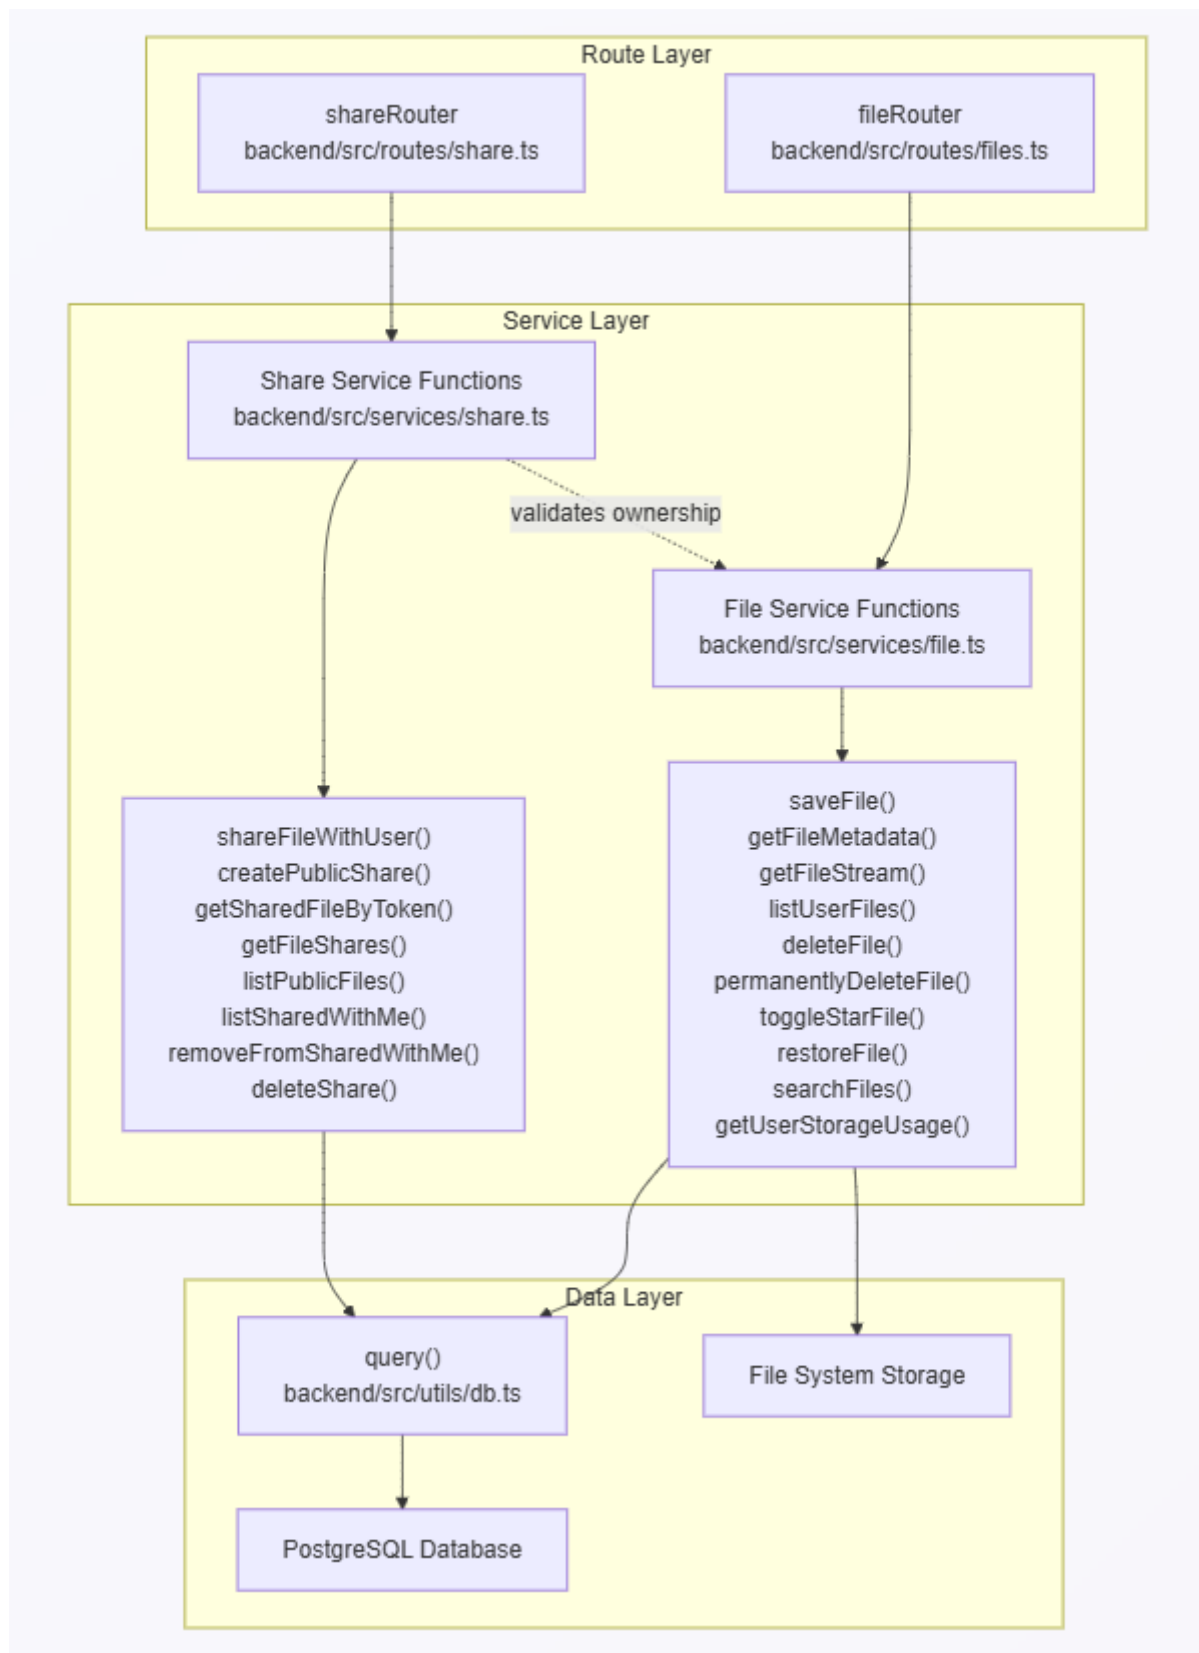 Route Layer
shareRouter
backend/src/routes/share.ts
fileRouter
backend/src/routes/files.ts
Service Layer
Share Service Functions
backend/src/services/share.ts
validates ownership
File Service Functions
backend/src/services/file.ts
shareFileWithUser()
createPublicShare()
getSharedFileByToken()
getFileShares()
listPublicFiles()
listSharedWithMe()
removeFromSharedWithMe()
deleteShare()
saveFile()
getFileMetadata()
getFileStream()
listUserFiles()
deleteFile()
permanentlyDeleteFile()
toggleStarFile()
restoreFile()
searchFiles()
getUserStorageUsage()
Data Layer
query()
backend/src/utils/db.ts
File System Storage
PostgreSQL Database